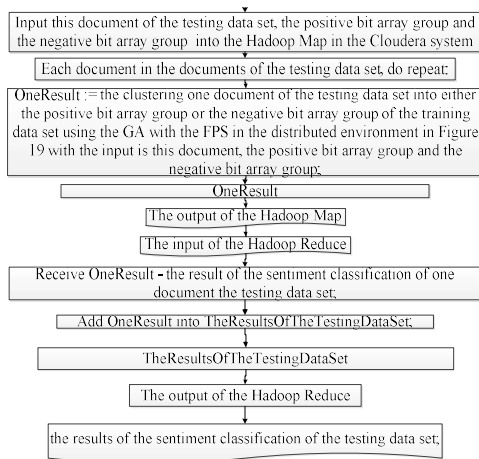 Input this document of the testing data set, the positive bit array group and
the negative bit array group into the Hadoop Map in the Cloudera system
Each document in the documents of the testing data set, do repeat:
OneResult := the clustering one document of the testing data set into either
the positive bit array group or the negative bit array group of the training
data set using the GA with the FPS in the distributed environment in Figure
19 with the input is this document, the positive bit array group and the
negative bit array group;
OneResult
The output of the Hadoop Map
The input of the Hadoop Reduce
Receive OneResult - the result of the sentiment classification of one
document the testing data set;
Add OneResult into TheResultsOfTheTestingDataSet;
TheResultsOfTheTestingDataSet
The output of the Hadoop Reduce
the results of the sentiment classification of the testing data set;